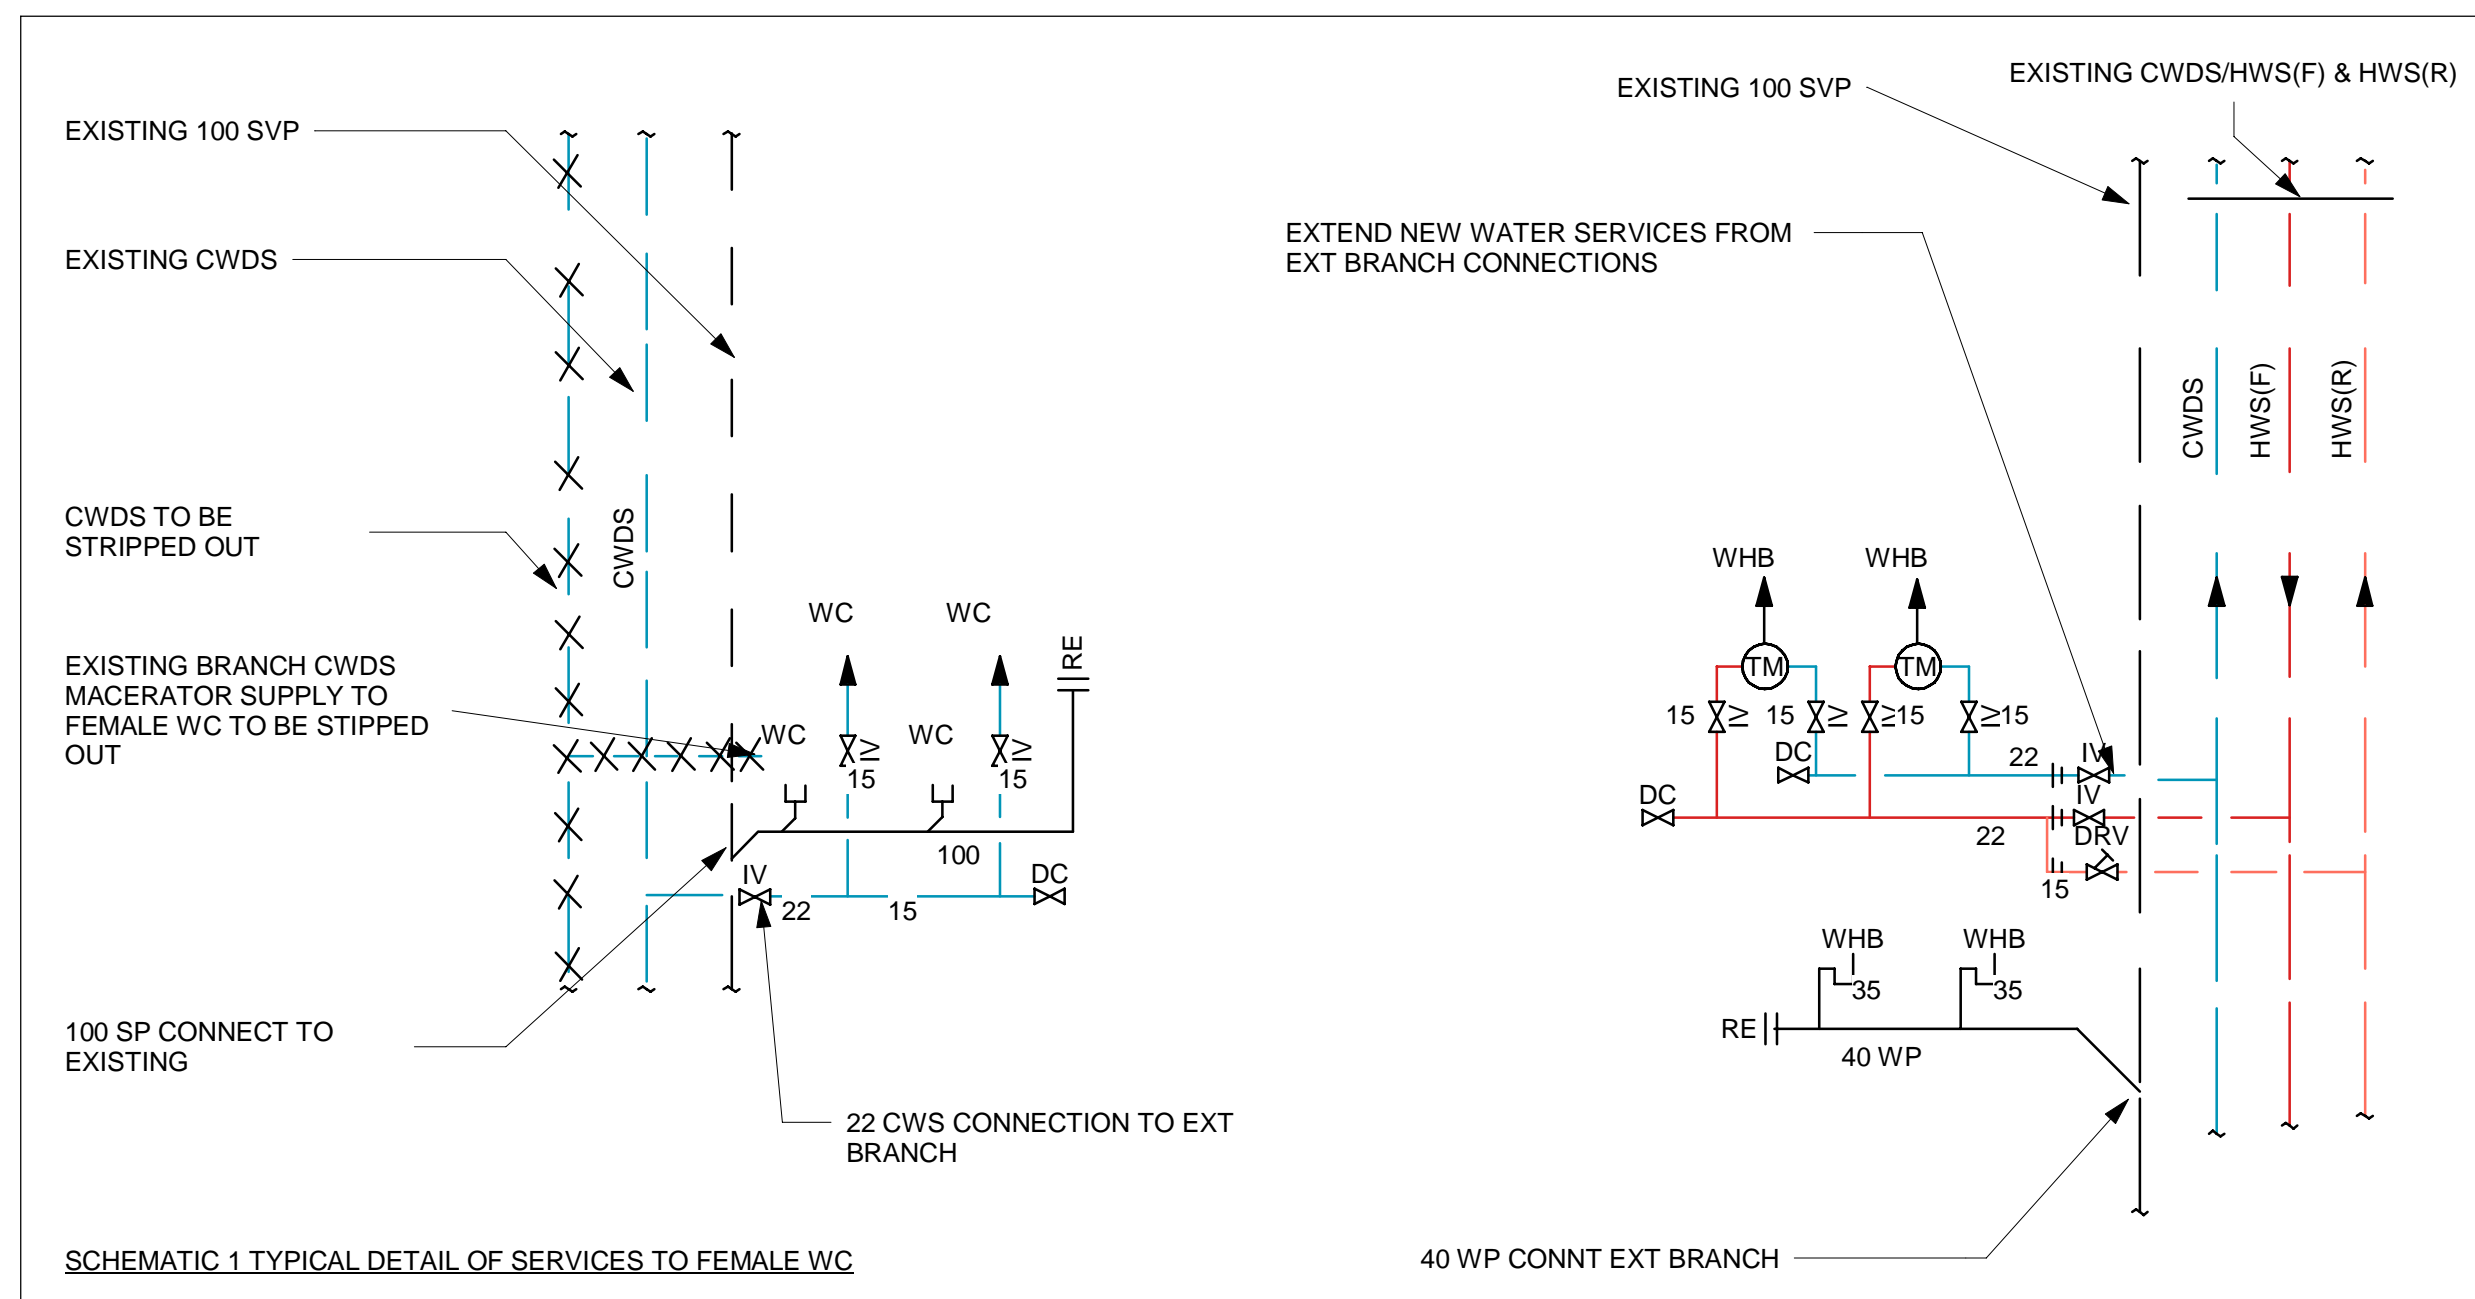 EXISTING 100 SVP
EXISTING CWDS
CWDS TO BE
STRIPPED OUT
CWDS
EXISTING BRANCH CWDS
MACERATOR SUPPLY TO
FEMALE WC TO BE STIPPED
OUT
WC
WC
RE
WC
WC
≥
15
≥
15
100
IV
22
15
DC
100 SP CONNECT TO
EXISTING
22 CWS CONNECTION TO EXT
BRANCH
SCHEMATIC 1 TYPICAL DETAIL OF SERVICES TO FEMALE WC
EXISTING 100 SVP
EXISTING CWDS/HWS(F) & HWS(R)
EXTEND NEW WATER SERVICES FROM
EXT BRANCH CONNECTIONS
CWDS
HWS(F)
HWS(R)
WHB
WHB
TM
TM
15 ≥
15 ≥
≥15
≥15
DC
22
IV
DC
IV
22
DRV
15
WHB
WHB
35
35
RE
40 WP
40 WP CONNT EXT BRANCH